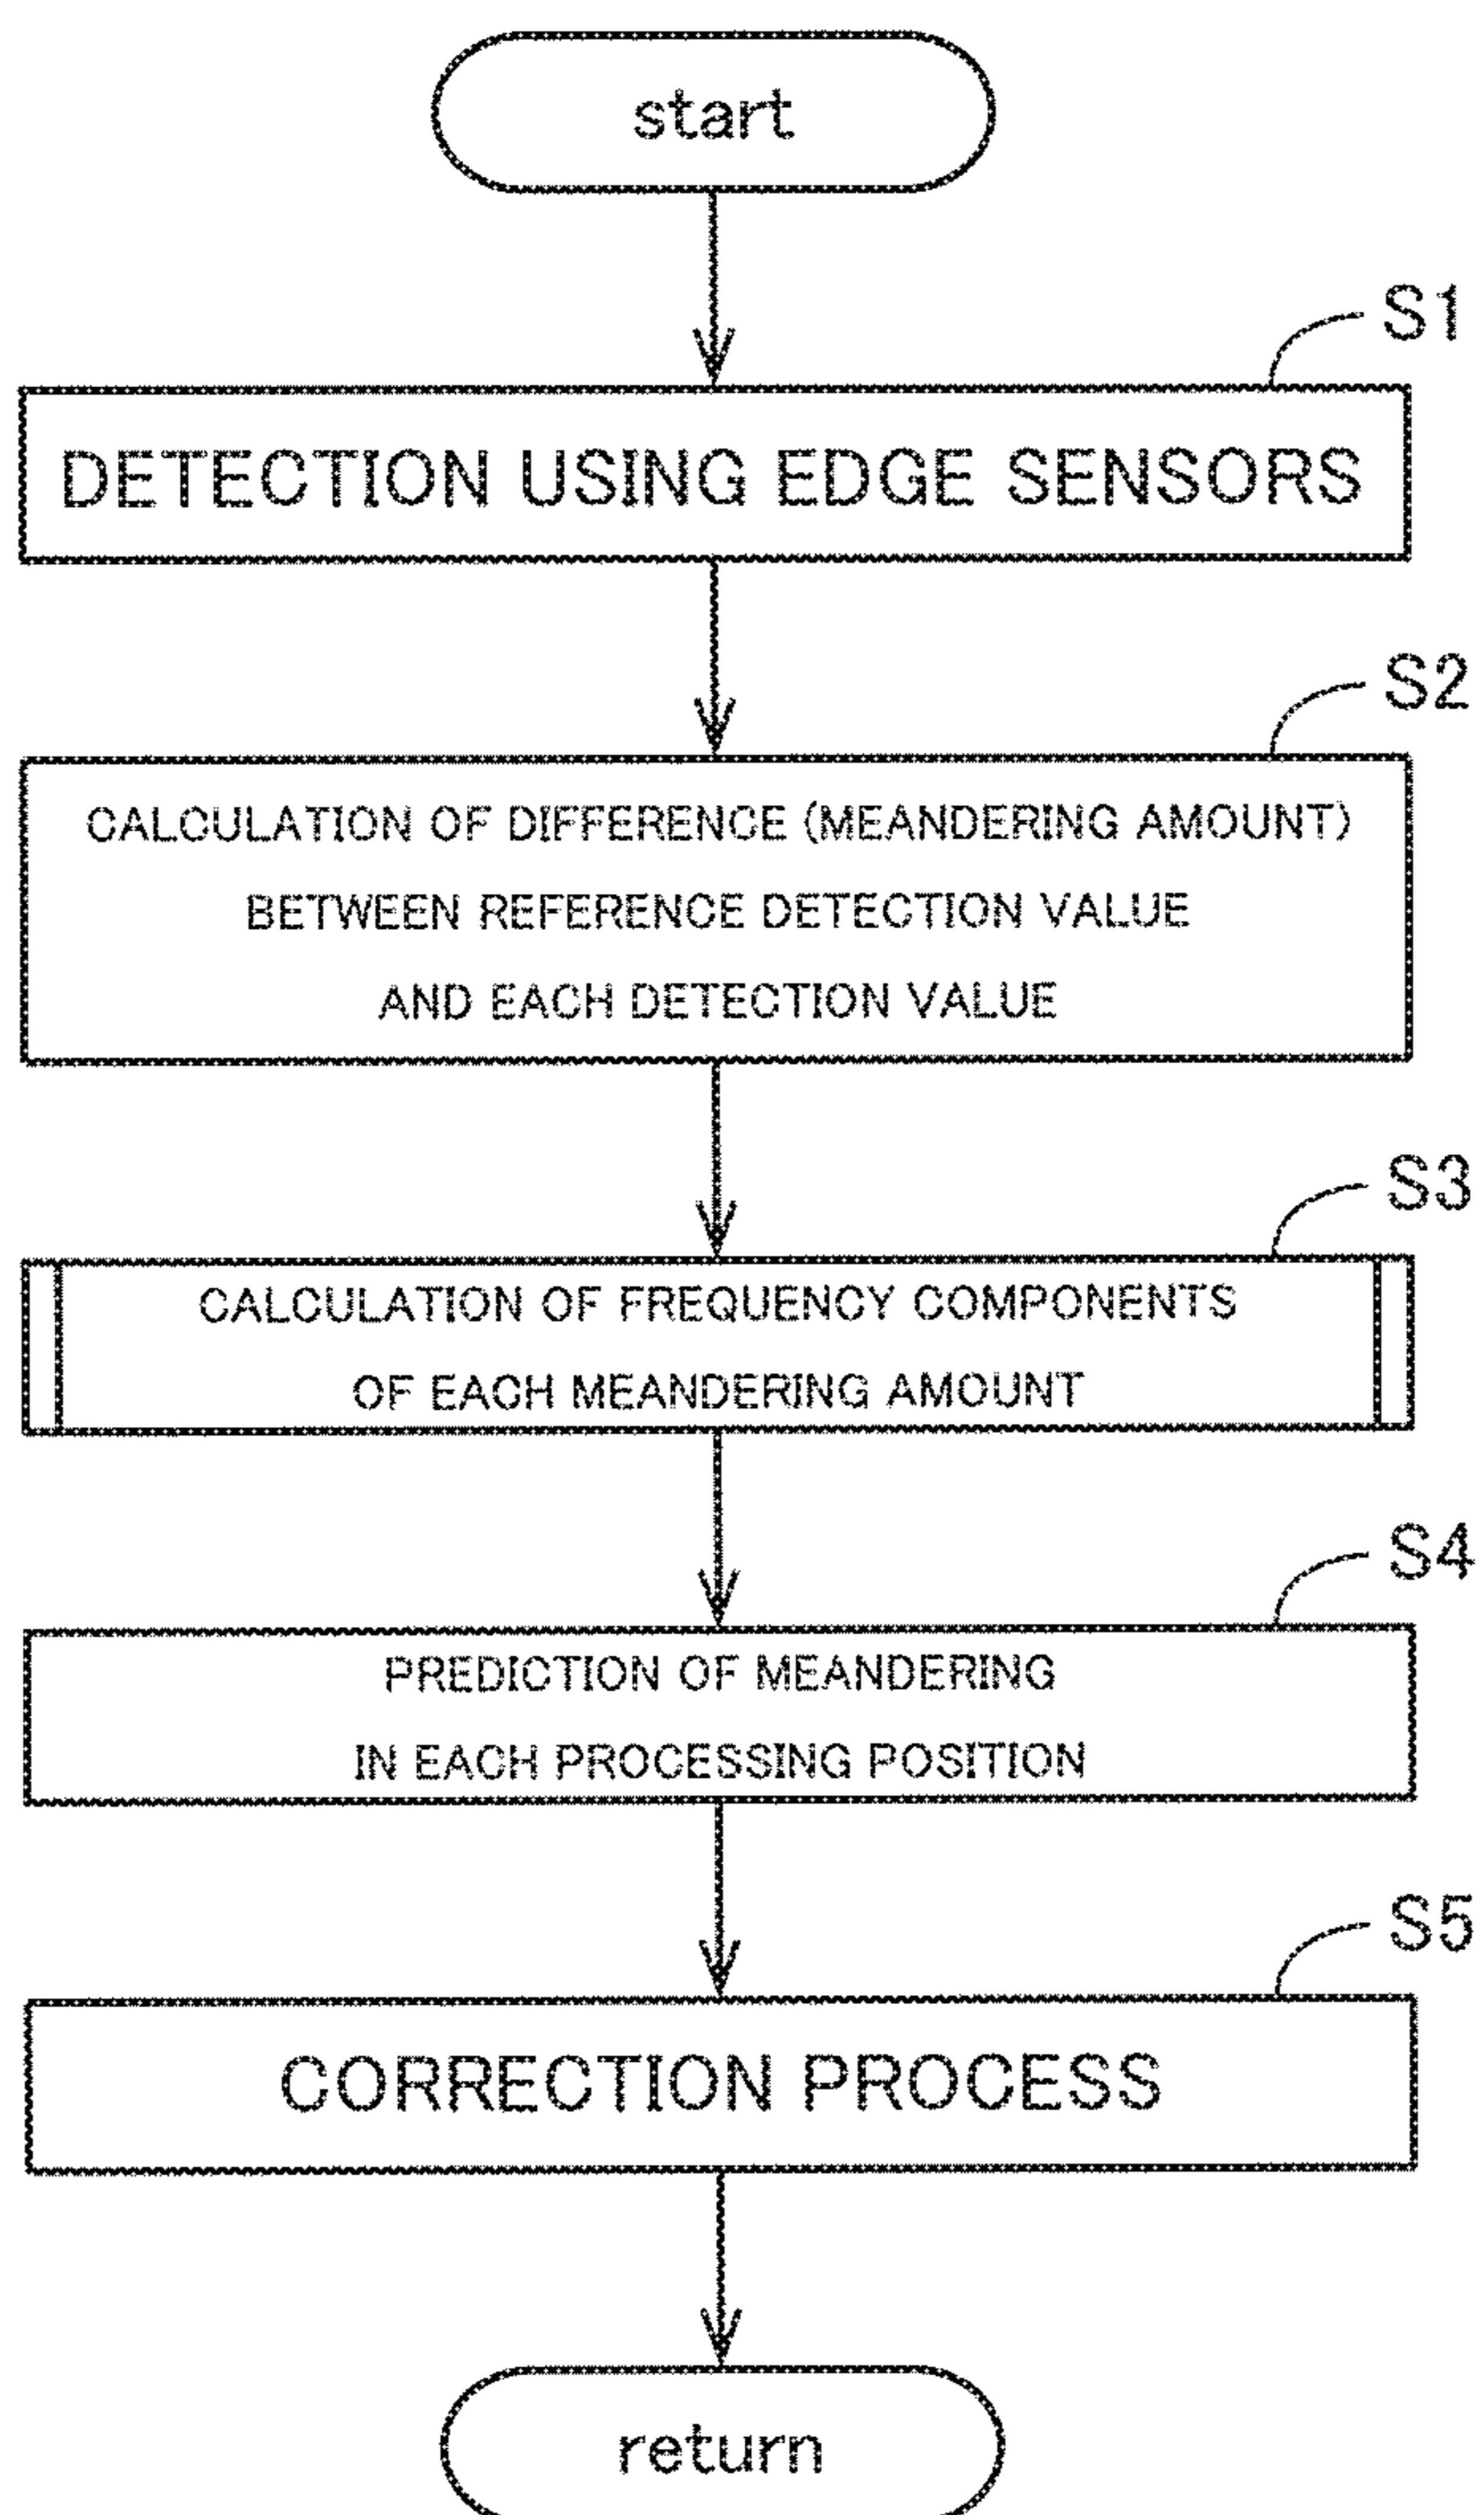 start
S1
DETECTION USING EDGE SENSORS
S2
CALCULATION OF DIFFERENCE (MEANDERING AMOUNT)
BETWEEN REFERENCE DETECTION VALUE
AND EACH DETECTION VALUE
S3
CALCULATION OF FREQUENCY COMPONENTS
OF EACH MEANDERING AMOUNT
S4
PREDICTION OF MEANDERING
IN EACH PROCESSING POSITION
S5
CORRECTION PROCESS
return